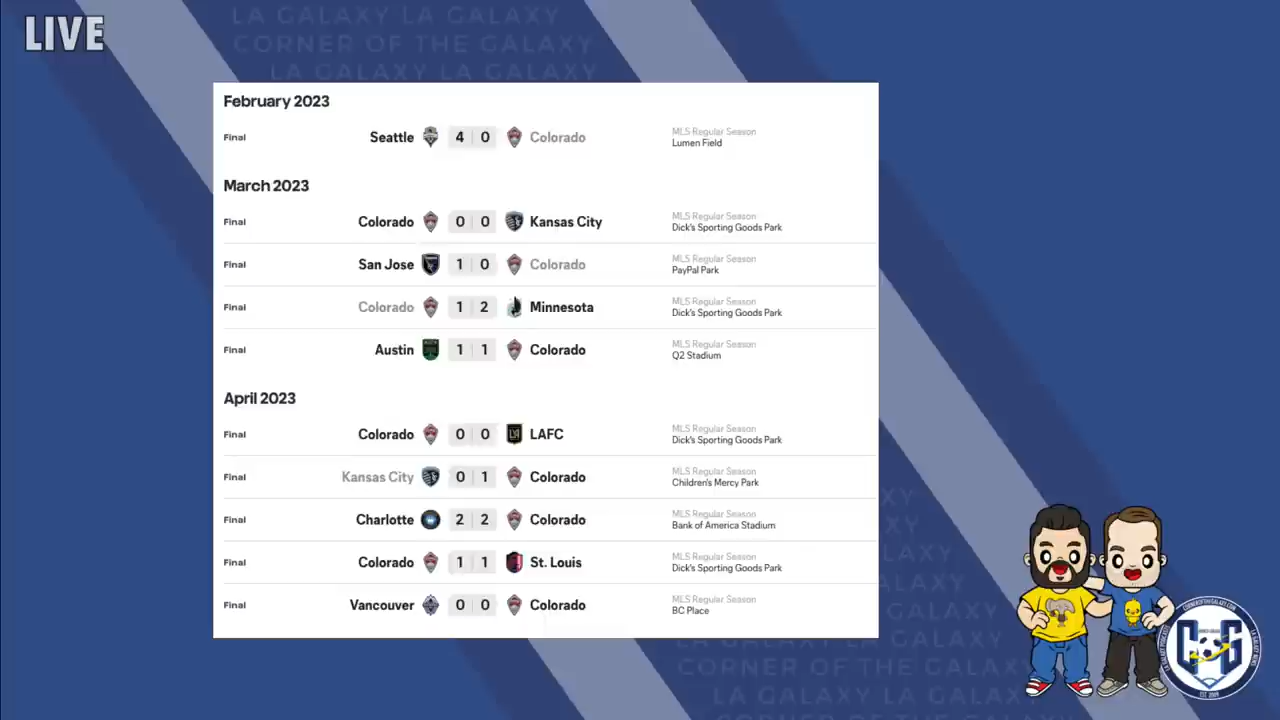 LA GALAXY LA GALAXY
LIVE
CORNER OF THE GALAXY
LA GALAXY LA GALAXY
February 2023
Final Seattle 4 0 Colorado MLS Regular Season
Lumen Field
March 2023
Final Colorado 0 0 Kansas City MLS Regular Season
Dick's Sporting Goods Park
Final San Jose 1 0 Colorado MLS Regular Season
PayPal Park
Final Colorado 1 2 Minnesota MLS Regular Season
Dick's Sporting Goods Park
Final Austin 1 1 Colorado MLS Regular Season
Q2 Stadium
April 2023
Final Colorado 0 0 LAFC MLS Regular Season
Dick's Sporting Goods Park
Final Kansas City 0 1 Colorado MLS Regular Season
Children's Mercy Park
Final Charlotte 2 2 Colorado MLS Regular Season
Bank of America Stadium
Final Colorado 1 1 St. Louis MLS Regular Season
Dick's Sporting Goods Park
Final Vancouver 0 0 Colorado MLS Regular Season
BC Place
GALAXY
CORNER OF THE GALAXY
LA GALAXY LA GALAXY
CORNEROFTHEGALAXY.COM
EST. 2009